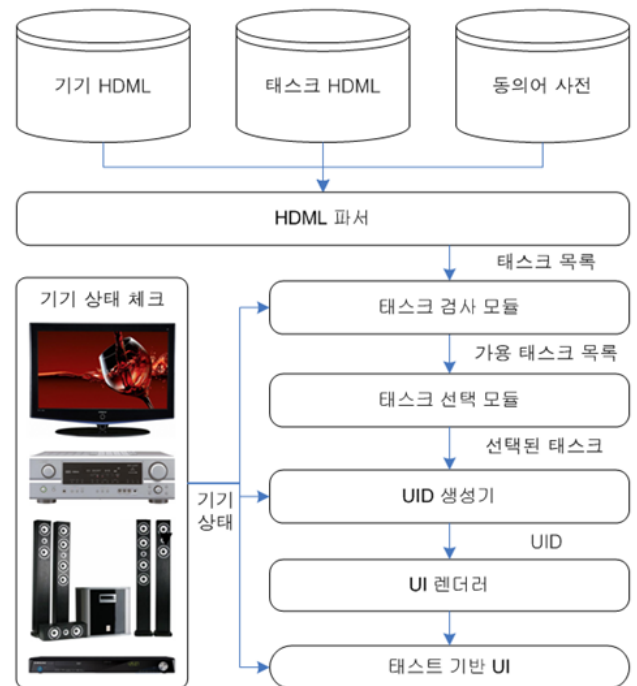 기기 HDML
태스크 HDML
동의어 사전
HDML 파서
태스크 목록
기기 상태 체크
태스크 검사 모듈
가용 태스크 목록
태스크 선택 모듈
선택된 태스크
기기
상태
UID 생성기
UID
UI 렌더러
태스트 기반 UI